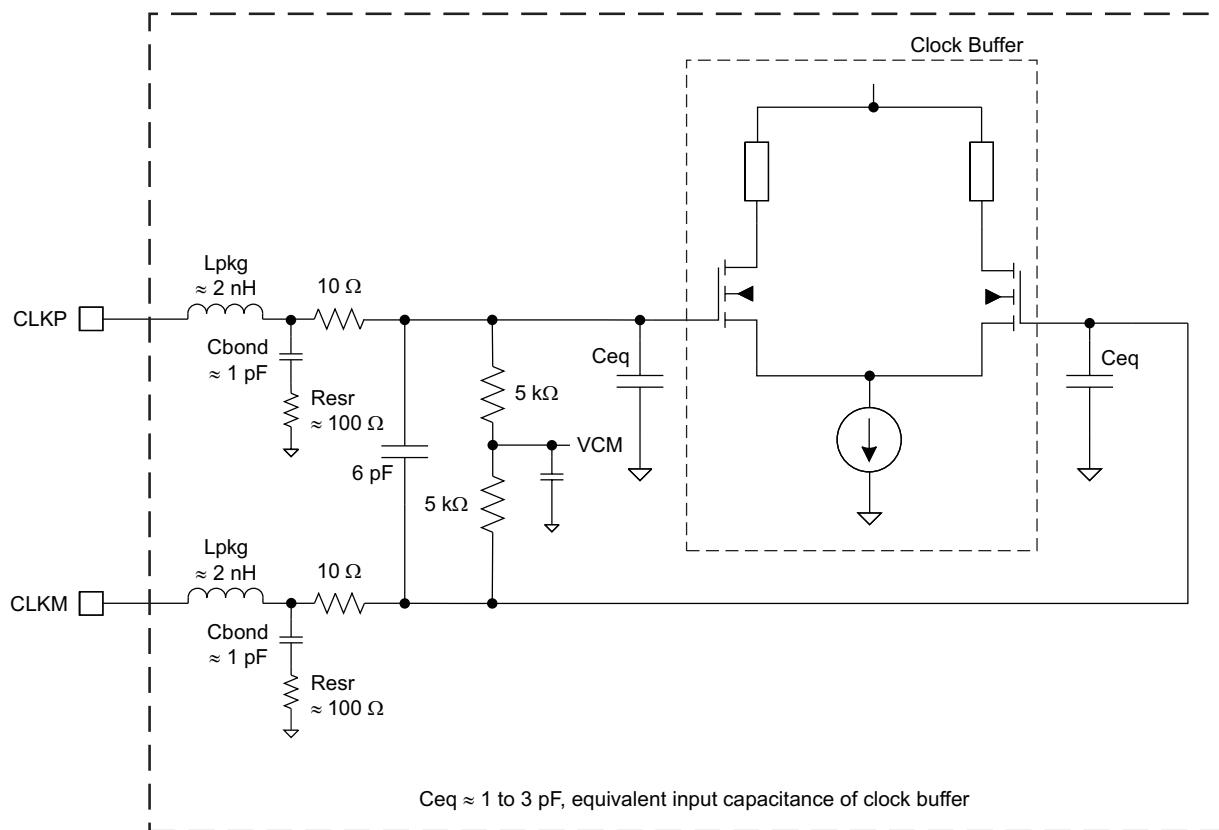 Clock Buffer
Lpkg
≈ 2 nH
10 Ω
CLKP
Cbond
≈ 1 pF
Resr
≈ 100 Ω
6 pF
5 kΩ
VCM
5 kΩ
Ceq
Ceq
Lpkg
≈ 2 nH
10 Ω
CLKM
Cbond
≈ 1 pF
Resr
≈ 100 Ω
Ceq ≈ 1 to 3 pF, equivalent input capacitance of clock buffer